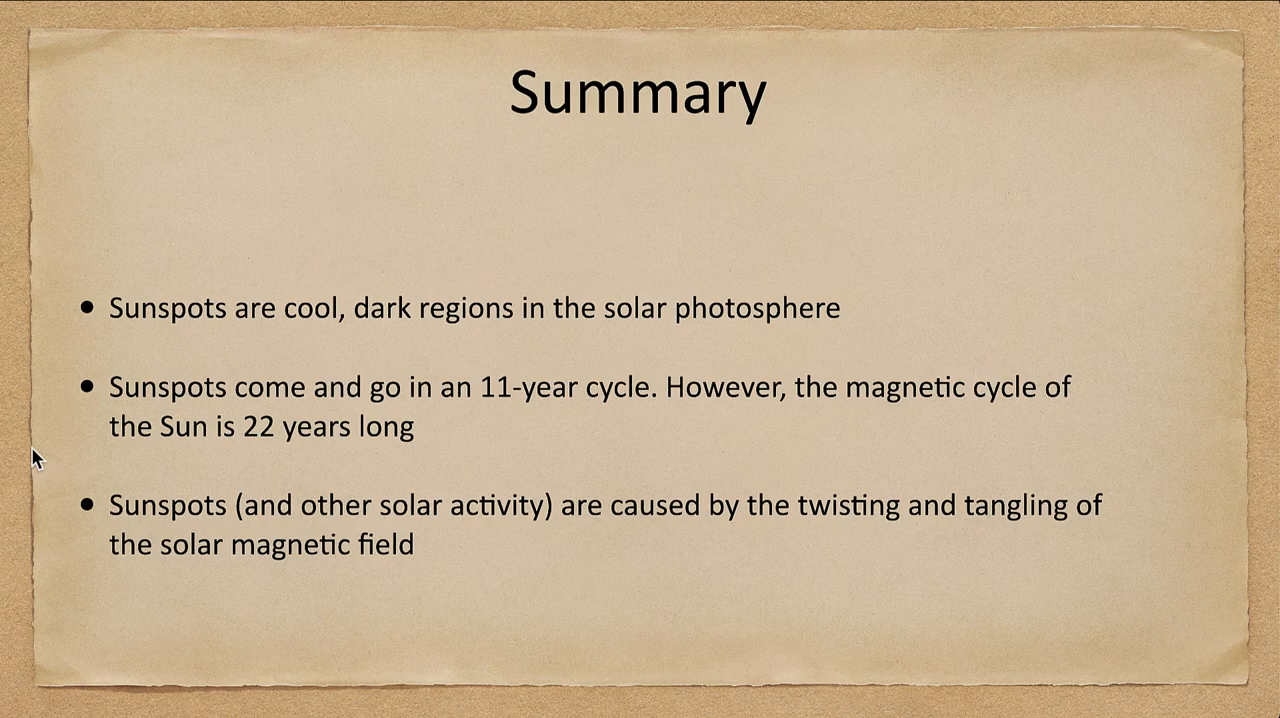 Summary
• Sunspots are cool, dark regions in the solar photosphere
• Sunspots come and go in an 11-year cycle. However, the magnetic cycle of
the Sun is 22 years long
• Sunspots (and other solar activity) are caused by the twisting and tangling of
the solar magnetic field